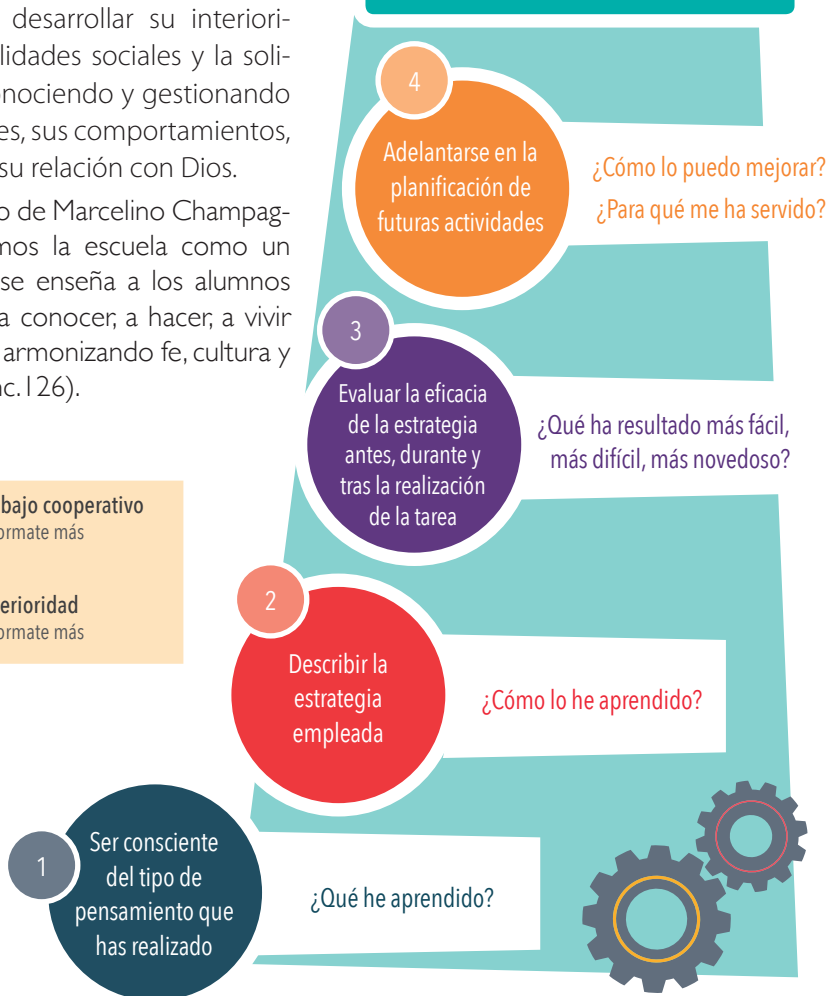 desarrollar su interiori-
lidades sociales y la soli-
onociendo y gestionando
es, sus comportamientos,
su relación con Dios.
o de Marcelino Champag-
mos la escuela como un
se enseña a los alumnos
a conocer, a hacer, a vivir
armonizando fe, cultura y
nc.126).
bajo cooperativo
ormate más
erioridad
ormate más
4
Adelantarse en la
planificación de
futuras actividades
¿Cómo lo puedo mejorar?
¿Para qué me ha servido?
3
Evaluar la eficacia
de la estrategia
antes, durante y
tras la realización
de la tarea
¿Qué ha resultado más fácil,
más difícil, más novedoso?
2
Describir la
estrategia
empleada
¿Cómo lo he aprendido?
1
Ser consciente
del tipo de
pensamiento que
has realizado
¿Qué he aprendido?